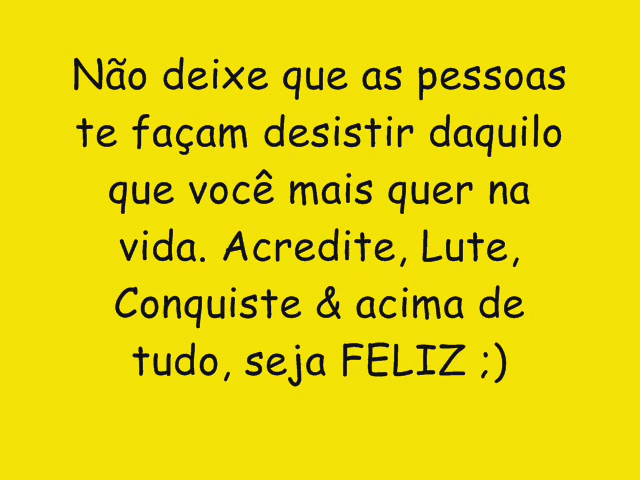 Não deixe que as pessoas
te façam desistir daquilo
que você mais quer na
vida. Acredite, Lute,
Conquiste & acima de
tudo, seja FELIZ ;)